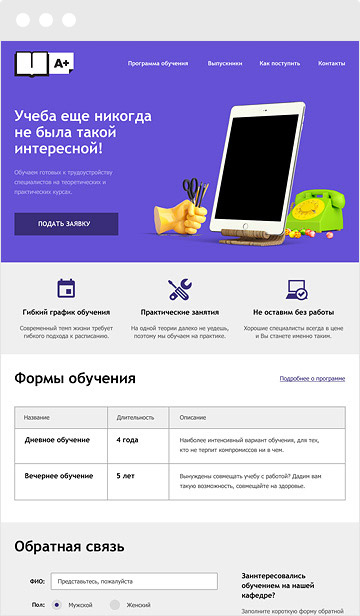 A+
Программа обучения
Выпускники
Как поступить
Контакты
Учеба еще никогда
не была такой
интересной!
Обучаем готовых к трудоустройству
специалистов на теоретических и
практических курсах.
ПОДАТЬ ЗАЯВКУ
Гибкий график обучения
Современный темп жизни требует
гибкого подхода к расписанию.
Практические занятия
На одной теории далеко не уедешь,
поэтому мы обучаем на практике.
Не оставим без работы
Хорошие специалисты всегда в цене
и Вы станете именно таким.
Формы обучения
Подробнее о программе
Название
Длительность
Описание
Дневное обучение
4 года
Наиболее интенсивный вариант обучения, для тех,
кто не терпит компромиссов ни в чем.
Вечернее обучение
5 лет
Вынуждены совмещать учебу с работой? Дадим вам
такую возможность, совмещайте на здоровье.
Обратная связь
ФИО:
Представьтесь, пожалуйста
Пол:
Мужской
Женский
Заинтересовались
обучением на нашей
кафедре?
Заполните короткую форму обратной